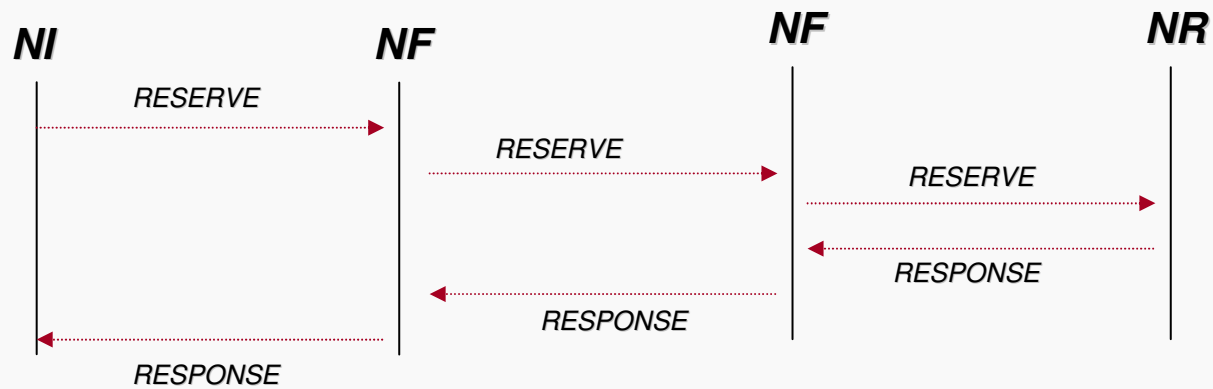 NI
NF
NF
NR
RESERVE
RESERVE
RESERVE
RESPONSE
RESPONSE
RESPONSE